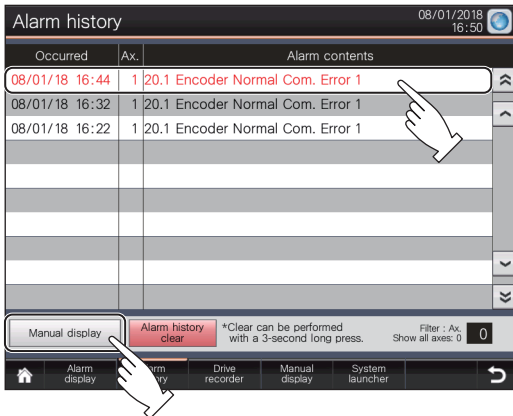 Alarm history
08/01/2018
16:50
Occurred Ax. Alarm contents
08/01/18 16:44 1 20.1 Encoder Normal Com. Error 1
08/01/18 16:32 1 20.1 Encoder Normal Com. Error 1
08/01/18 16:22 1 20.1 Encoder Normal Com. Error 1
Manual display
Alarm history
clear
*Clear can be performed
with a 3-second long press.
Filter : Ax.
Show all axes: 0
0
Alarm
display
Drive
recorder
Manual
display
System
launcher